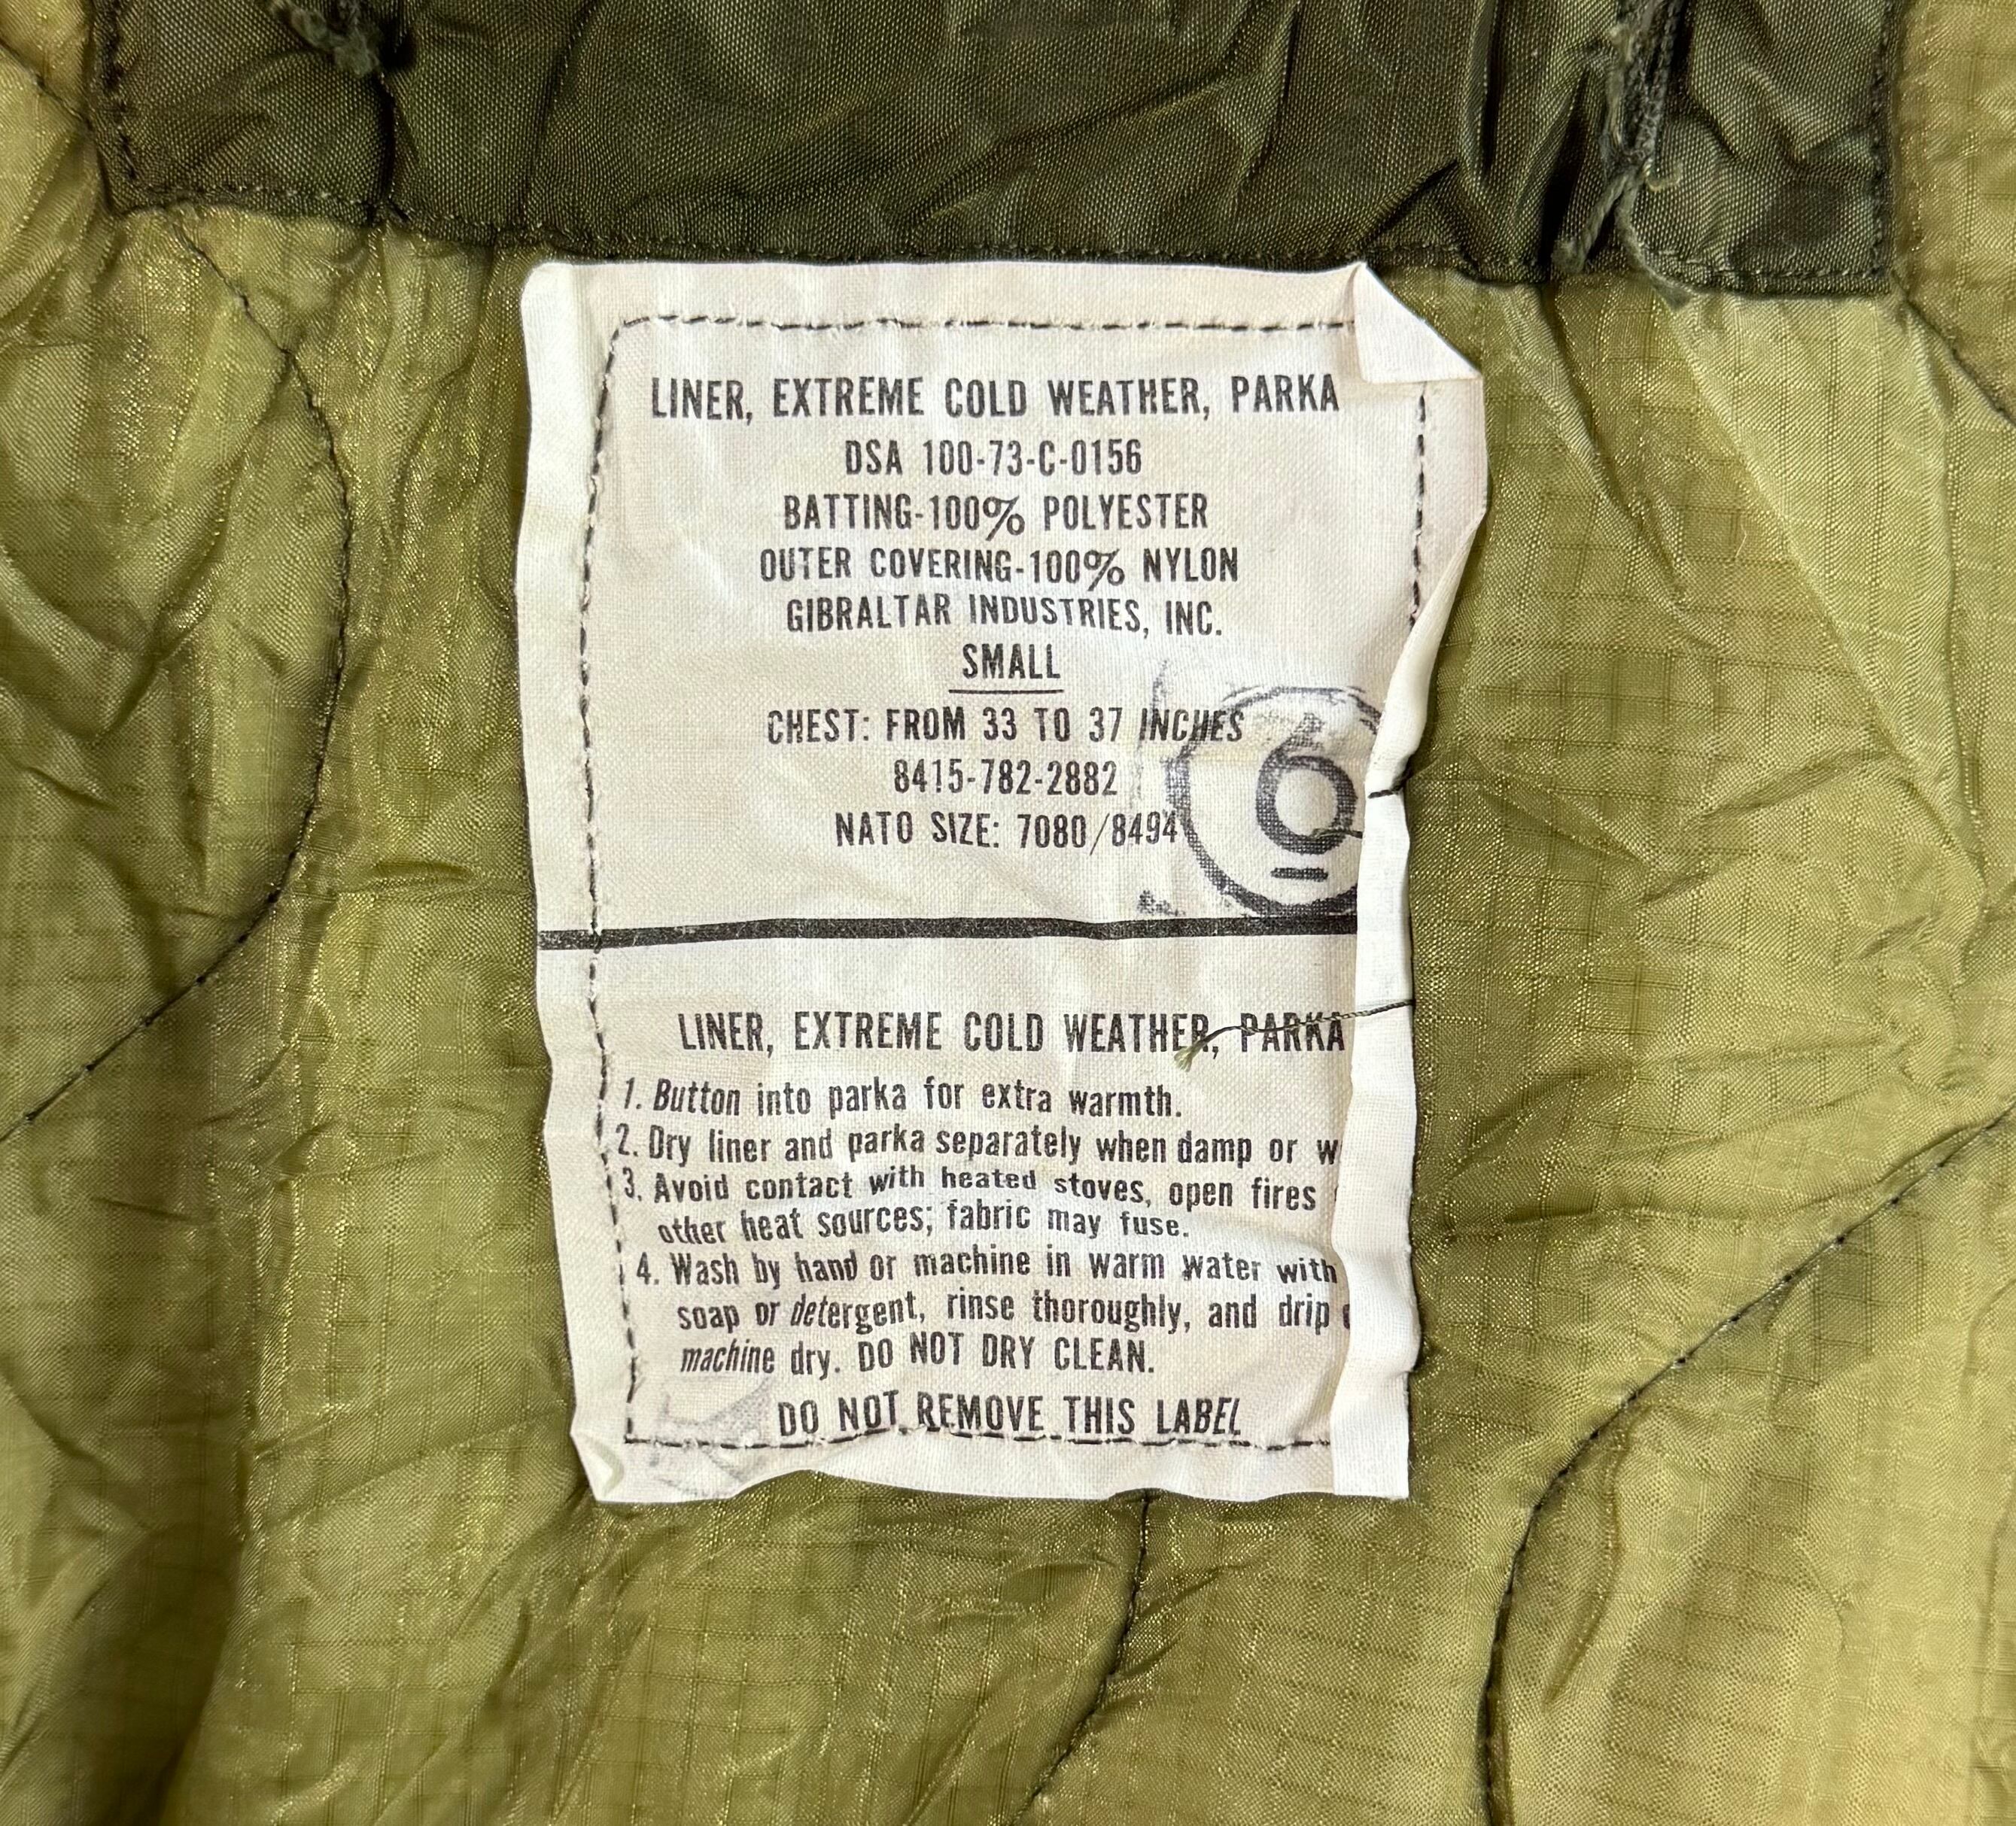 LINER, EXTREME COLD WEATHER, PARKA
DSA 100-73-C-0156
BATTING-100% POLYESTER
OUTER COVERING-100% NYLON
GIBRALTAR INDUSTRIES, INC.
SMALL
CHEST: FROM 33 TO 37 INCHES
8415-782-2882
NATO SIZE: 7080/8494
6
LINER, EXTREME COLD WEATHER, PARKA
1. Button into parka for extra warmth.
2. Dry liner and parka separately when damp or
3. Avoid contact with heated stoves, open fires
other heat sources; fabric may fuse.
4. Wash by hand or machine in warm water with
soap or detergent, rinse thoroughly, and drip
machine dry. DO NOT DRY CLEAN.
DO NOT REMOVE THIS LABEL